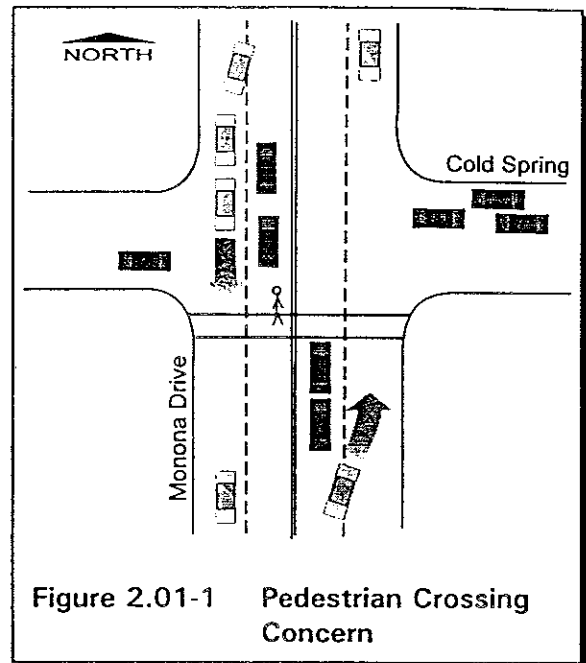 NORTH
Cold Spring
Monona Drive
Figure 2.01-1 Pedestrian Crossing
Concern